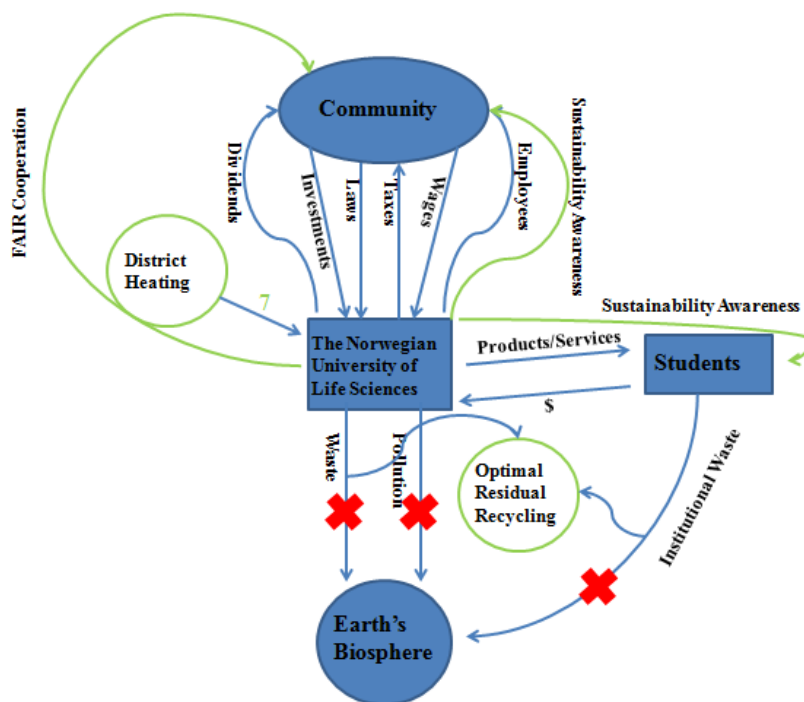 Community
FAIR Cooperation
Dividends
Investments
Laws
Taxes
Wages
Employees
Sustainability Awareness
District
Heating
7
Sustainability Awareness
The Norwegian
University of
Life Sciences
Products/Services
Students
$
Waste
Pollution
Optimal
Residual
Recycling
Institutional Waste
Earth's
Biosphere